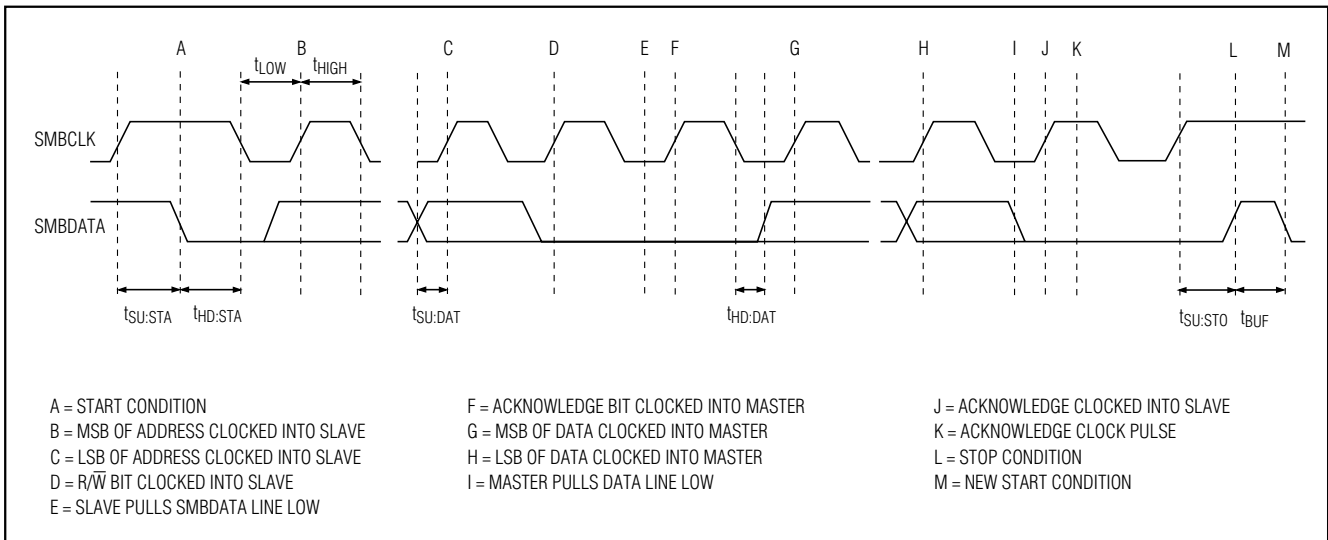 A B C D E F G H I J K L M
tLOW tHIGH
SMBCLK
SMBDATA
tSU:STA tHD:STA tSU:DAT tHD:DAT tSU:STO tBUF
A = START CONDITION
B = MSB OF ADDRESS CLOCKED INTO SLAVE
C = LSB OF ADDRESS CLOCKED INTO SLAVE
D = R/W̅ BIT CLOCKED INTO SLAVE
E = SLAVE PULLS SMBDATA LINE LOW
F = ACKNOWLEDGE BIT CLOCKED INTO MASTER
G = MSB OF DATA CLOCKED INTO MASTER
H = LSB OF DATA CLOCKED INTO MASTER
I = MASTER PULLS DATA LINE LOW
J = ACKNOWLEDGE CLOCKED INTO SLAVE
K = ACKNOWLEDGE CLOCK PULSE
L = STOP CONDITION
M = NEW START CONDITION